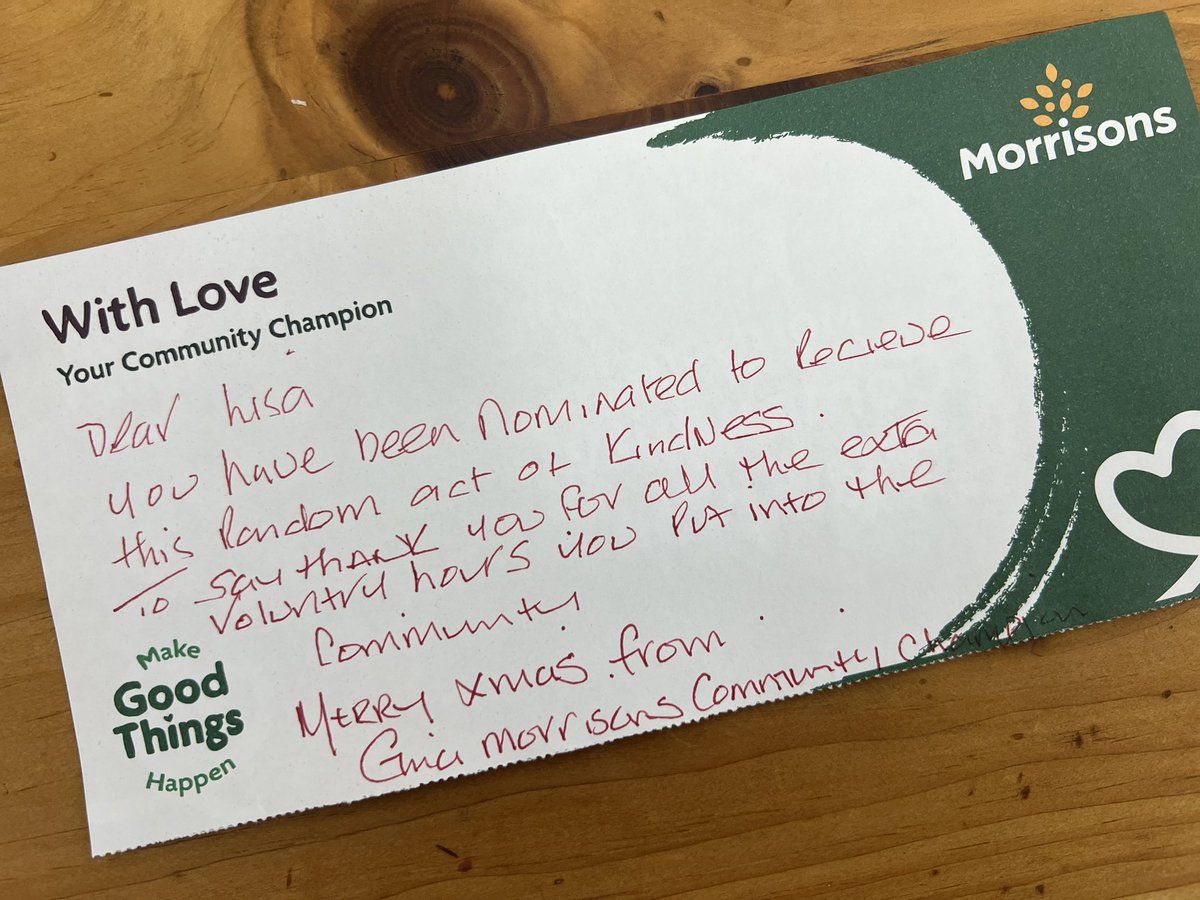 Morrisons
With Love
Your Community Champion
Dear Lisa
you have been Nominated to Recieve
this Random act of KindNess.
To say thank you for all the exta
Voluntry hours you put into the
Community
Merry xmas from
Gina morrisons Community Champion
Make
Good
Things
Happen